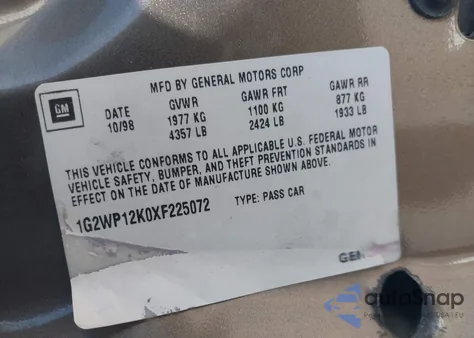 MFD BY GENERAL MOTORS CORP
GM
DATE GVWR GAWR FRT GAWR RR
10/98 1977 KG 1100 KG 877 KG
4357 LB 2424 LB 1933 LB
THIS VEHICLE CONFORMS TO ALL APPLICABLE U.S. FEDERAL MOTOR
VEHICLE SAFETY, BUMPER, AND THEFT PREVENTION STANDARDS IN
EFFECT ON THE DATE OF MANUFACTURE SHOWN ABOVE.
1G2WP12K0XF225072 TYPE: PASS CAR
GEN
autoSnap